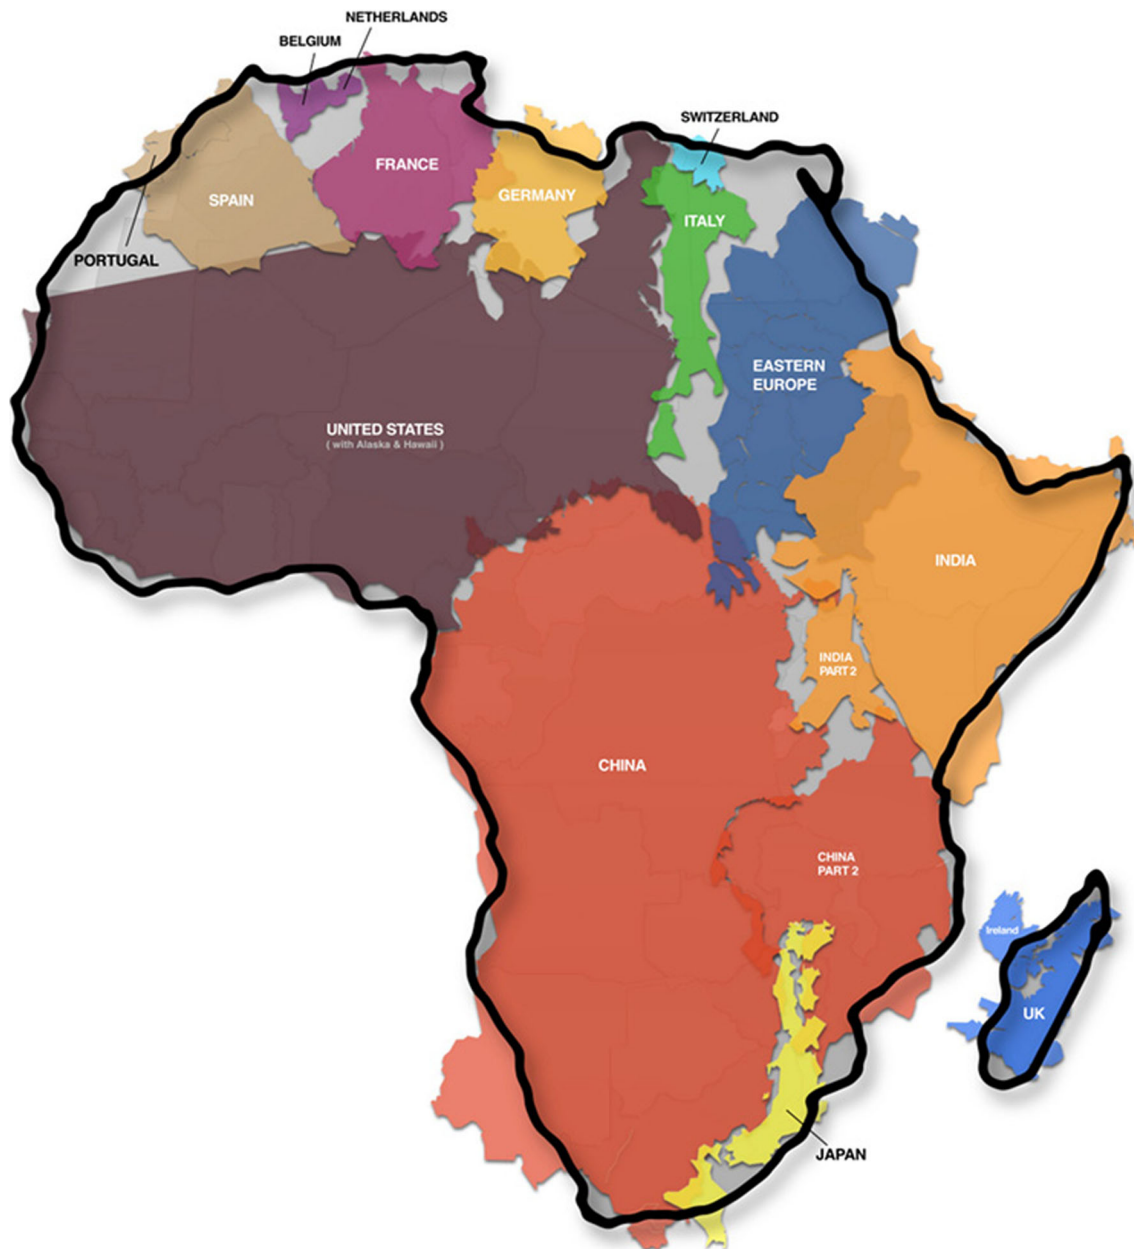 NETHERLANDS
BELGIUM
SWITZERLAND
FRANCE
GERMANY
SPAIN
ITALY
PORTUGAL
EASTERN
EUROPE
UNITED STATES
( with Alaska & Hawaii )
INDIA
INDIA
PART 2
CHINA
CHINA
PART 2
Ireland
UK
JAPAN